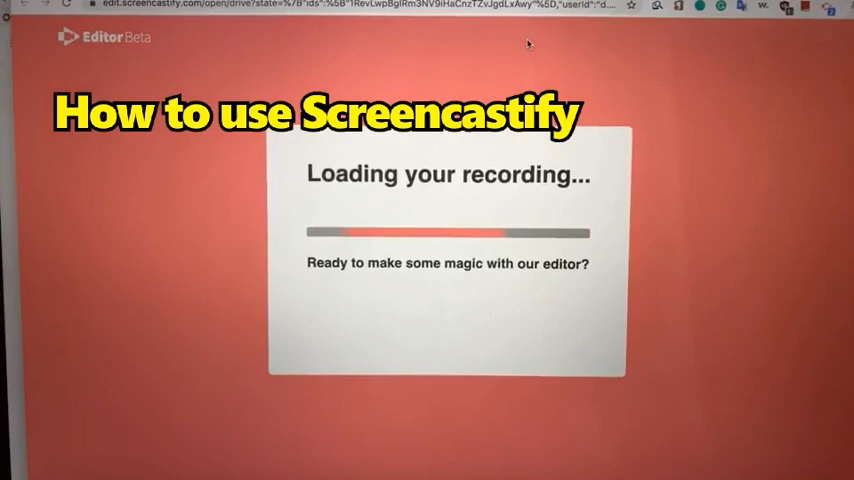 edit.screencastify.com/open/drive?state=%7B"ids":%5B"1RevLwpBgIRm3NV9iHaCnzTZvJgdLxAwy"%5D,"userId":"d....
Editor Beta
How to use Screencastify
Loading your recording...
Ready to make some magic with our editor?